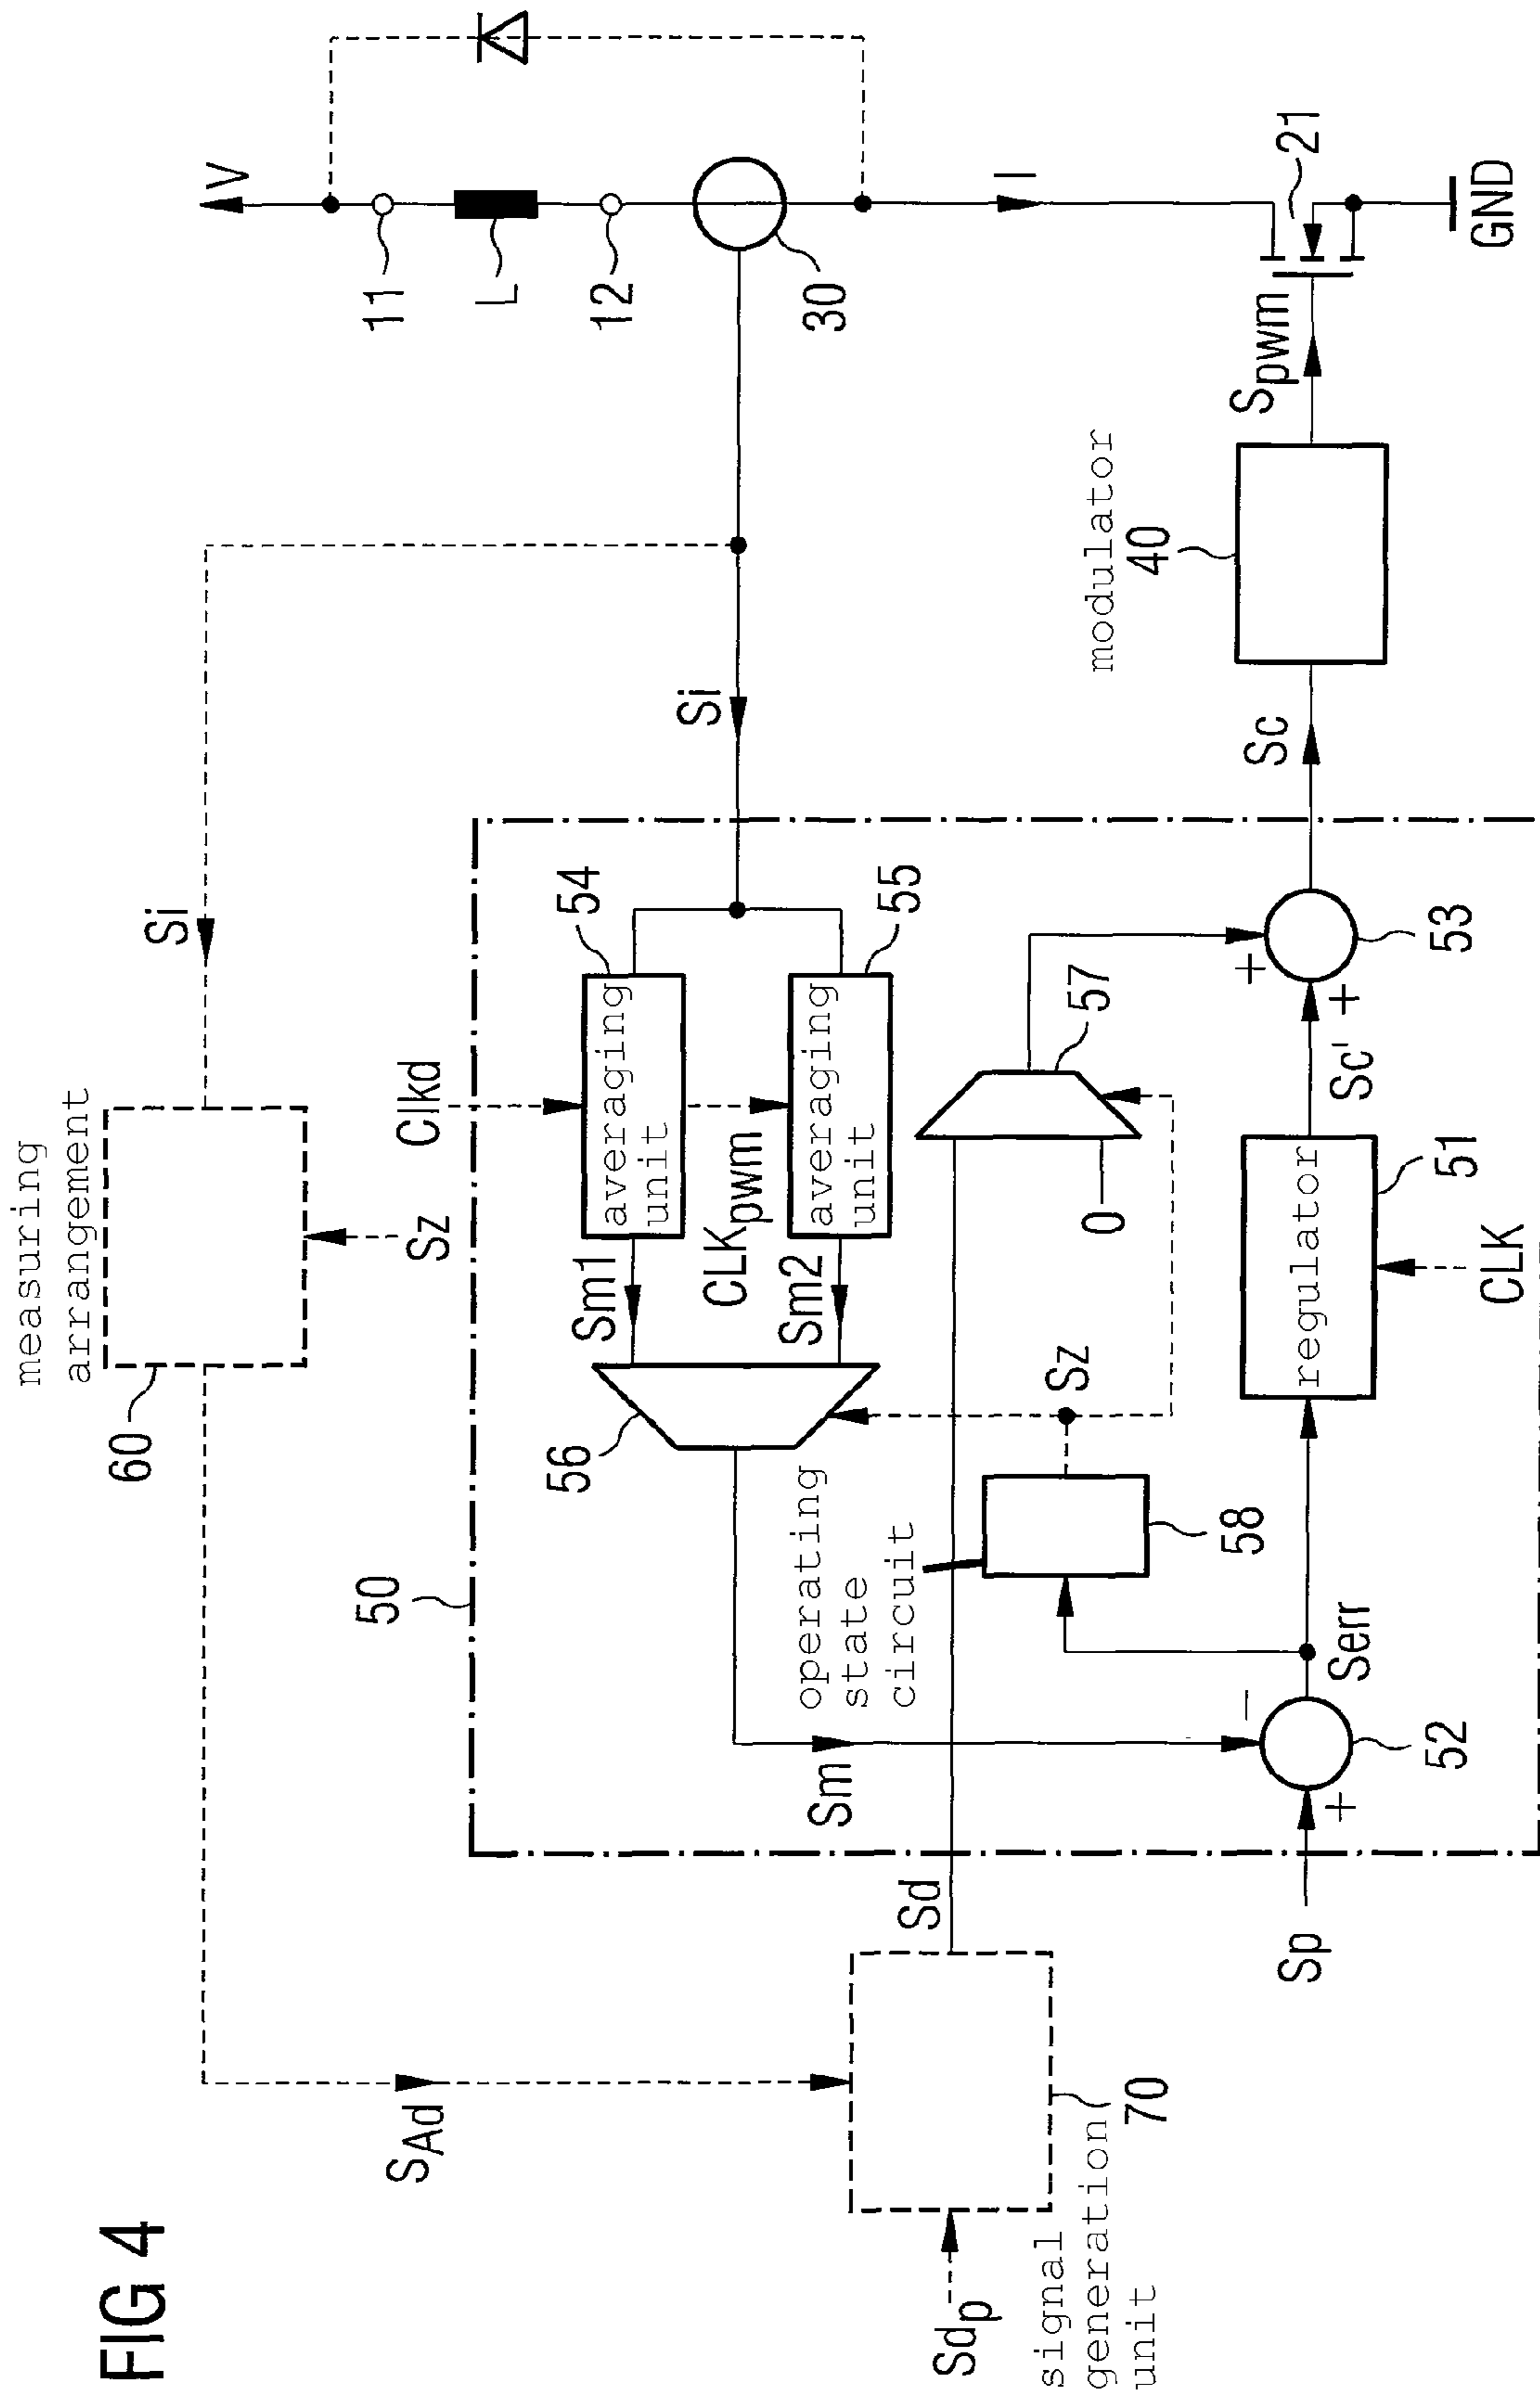 FIG 4
measuring
arrangement
60
Sz
Si
SAd
V
11
L
12
30
I
21
GND
Spwm
modulator
40
Sc
Si
50
Clkd
54
averaging
unit
Sm1
CLKpwm
55
averaging
unit
Sm2
56
57
0
53
+
+
Sc'
51
regulator
CLK
Sz
operating
state
circuit
58
Serr
Sm
-
52
+
Sp
Sd
70
signal
generation
unit
Sdp